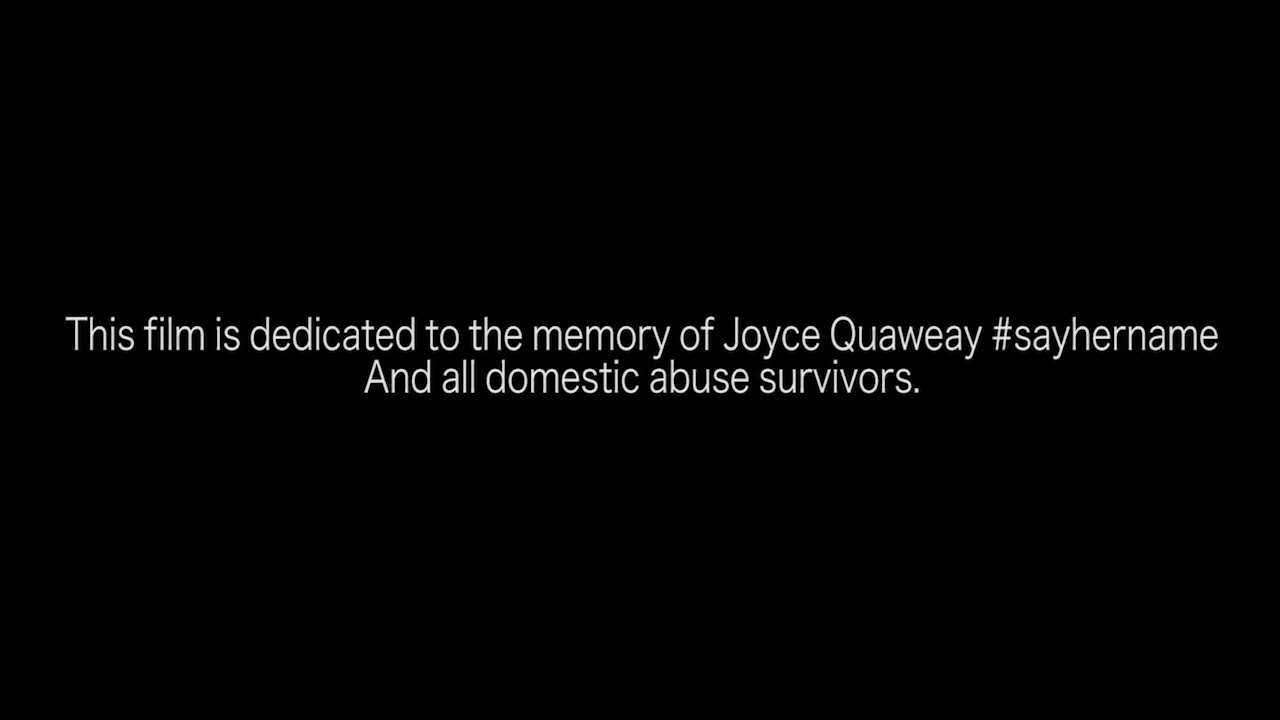 This film is dedicated to the memory of Joyce Quaweay #sayhername
And all domestic abuse survivors.